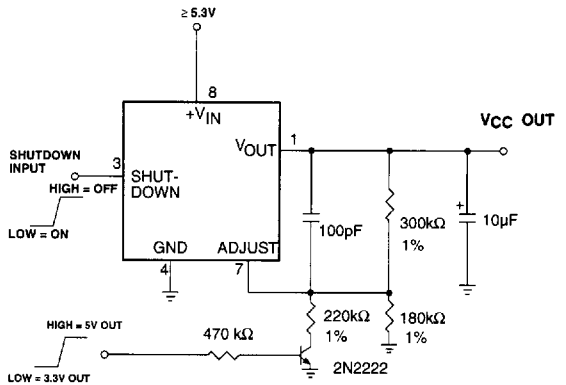 ≥ 5.3V
8
+VIN
VOUT
1
VCC OUT
SHUTDOWN
INPUT
3
SHUT-
DOWN
HIGH = OFF
LOW = ON
GND
4
ADJUST
7
100pF
300kΩ
1%
+
10µF
220kΩ
1%
180kΩ
1%
HIGH = 5V OUT
LOW = 3.3V OUT
470 kΩ
2N2222